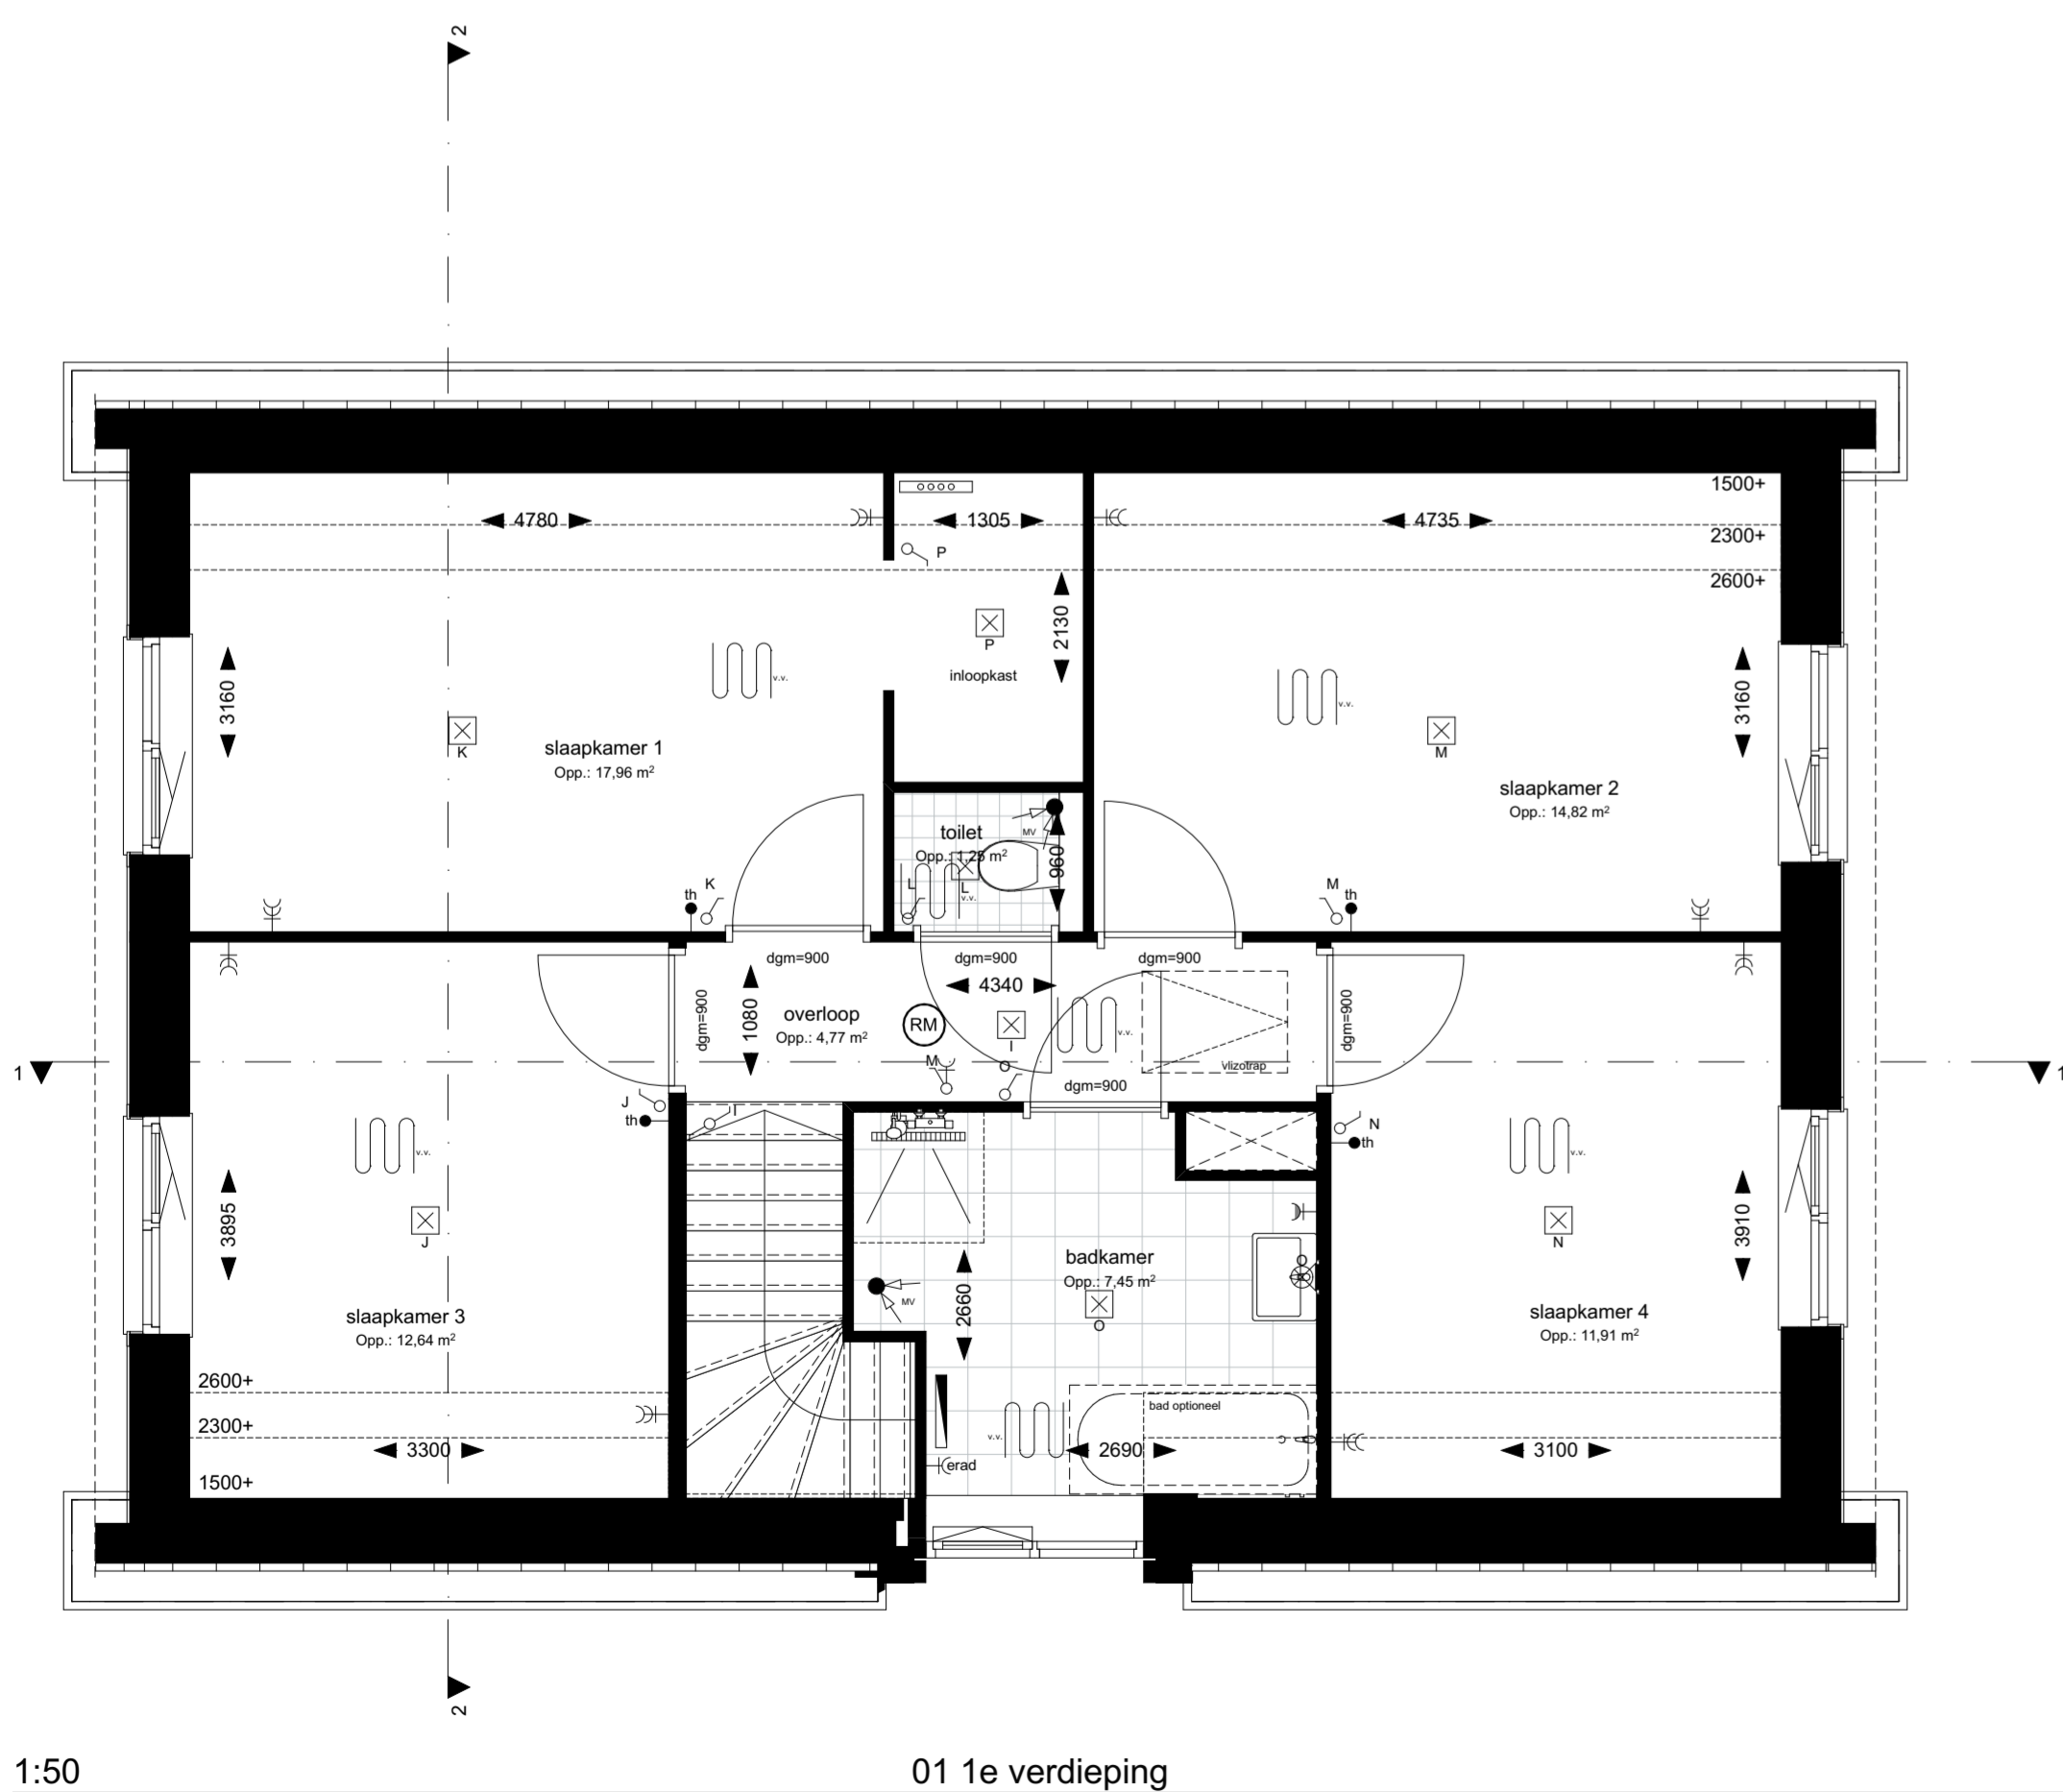 2
1500+
4780
1305
4735
2300+
P
2600+
2130
3160
P
inloopkast
v.v.
v.v.
3160
K
slaapkamer 1
Opp.: 17,96 m²
M
slaapkamer 2
Opp.: 14,82 m²
toilet
MV
Opp.: 1,25 m²
960
th
K
L
L
v.v.
M
th
dgm=900
dgm=900
dgm=900
4340
dgm=900
1080
overloop
Opp.: 4,77 m²
RM
I
v.v.
dgm=900
1
M
O
vlizotrap
1
dgm=900
J
th
I
N
th
v.v.
v.v.
3895
J
badkamer
Opp.: 7,45 m²
O
O
3910
N
MV
2660
slaapkamer 3
Opp.: 12,64 m²
slaapkamer 4
Opp.: 11,91 m²
2600+
2300+
bad optioneel
v.v.
3300
2690
3100
erad
1500+
2
1:50
01 1e verdieping